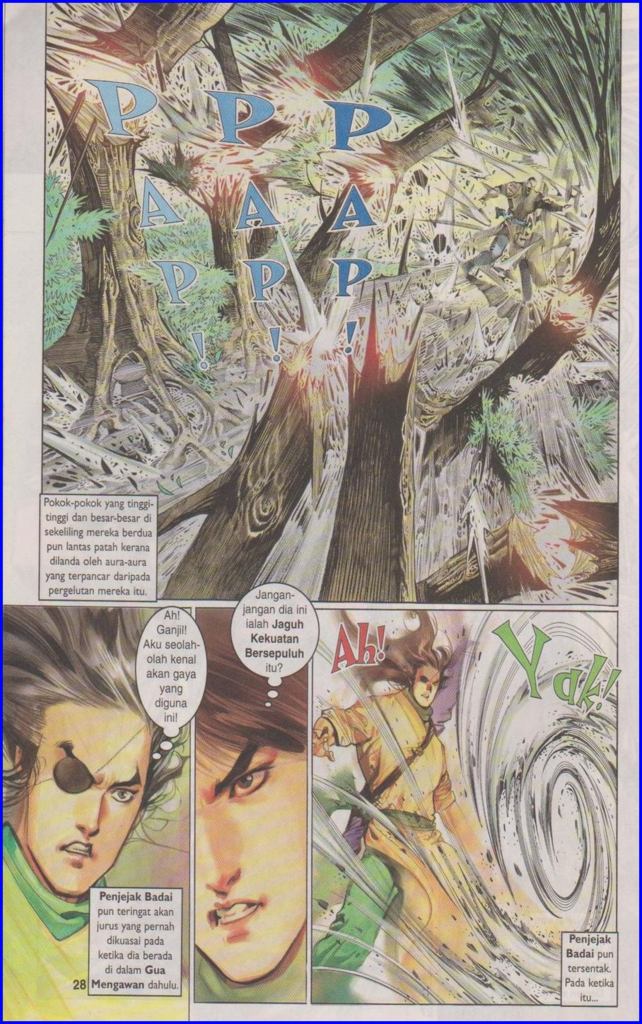 PAPP!
PAPP!
PAPP!
Pokok-pokok yang tinggi-
tinggi dan besar-besar di
sekeliling mereka berdua
pun lantas patah kerana
dilanda oleh aura-aura
yang terpancar daripada
pergelutan mereka itu.
Ah!
Ganjil!
Aku seolah-
olah kenal
akan gaya
yang
diguna
ini!
Penjejak Badai
pun teringat akan
jurus yang pernah
dikuasai pada
ketika dia berada
di dalam Gua
Mengawan dahulu.
28
Jangan-
jangan dia ini
ialah Jaguh
Kekuatan
Bersepuluh
itu?
Ah!
Yak!
Penjejak
Badai pun
tersentak.
Pada ketika
itu...